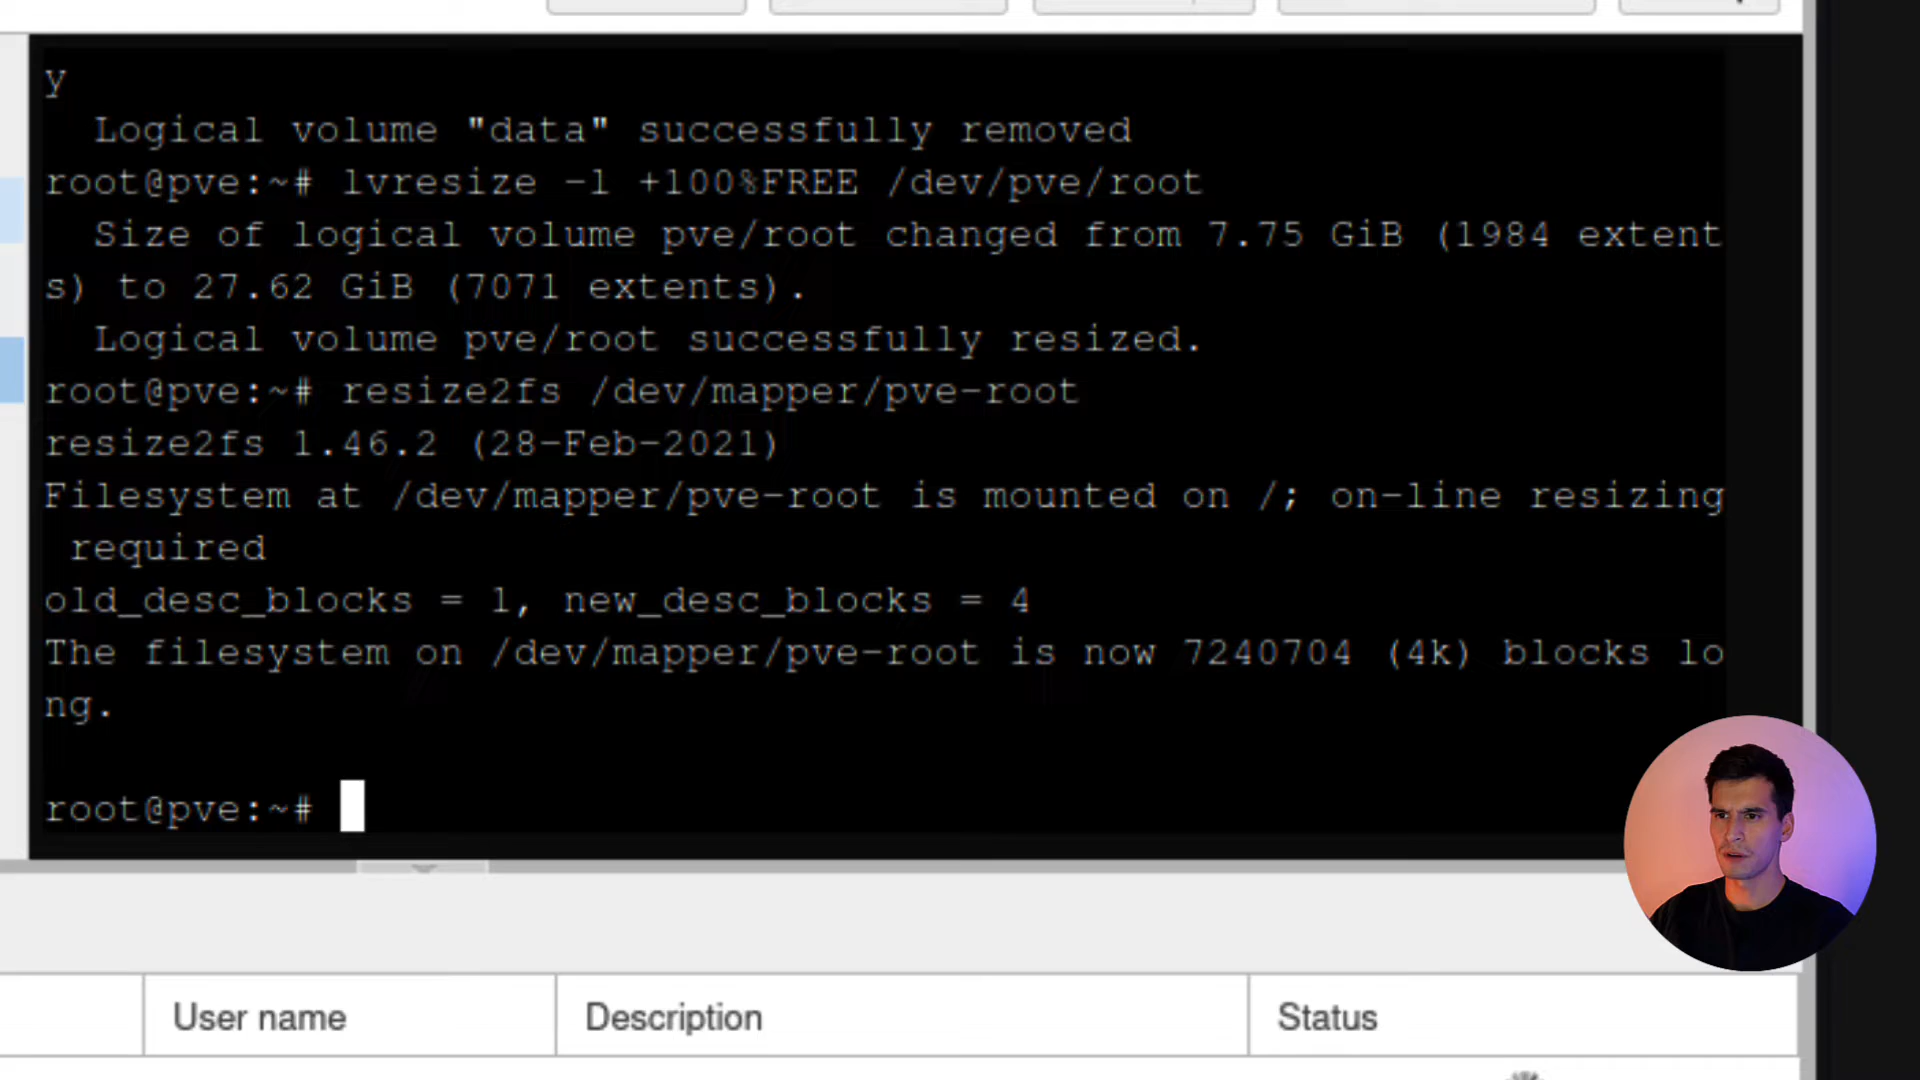 y
  Logical volume "data" successfully removed
root@pve:~# lvresize -l +100%FREE /dev/pve/root
  Size of logical volume pve/root changed from 7.75 GiB (1984 extent
s) to 27.62 GiB (7071 extents).
  Logical volume pve/root successfully resized.
root@pve:~# resize2fs /dev/mapper/pve-root
resize2fs 1.46.2 (28-Feb-2021)
Filesystem at /dev/mapper/pve-root is mounted on /; on-line resizing
 required
old_desc_blocks = 1, new_desc_blocks = 4
The filesystem on /dev/mapper/pve-root is now 7240704 (4k) blocks lo
ng.
root@pve:~#
User name Description Status